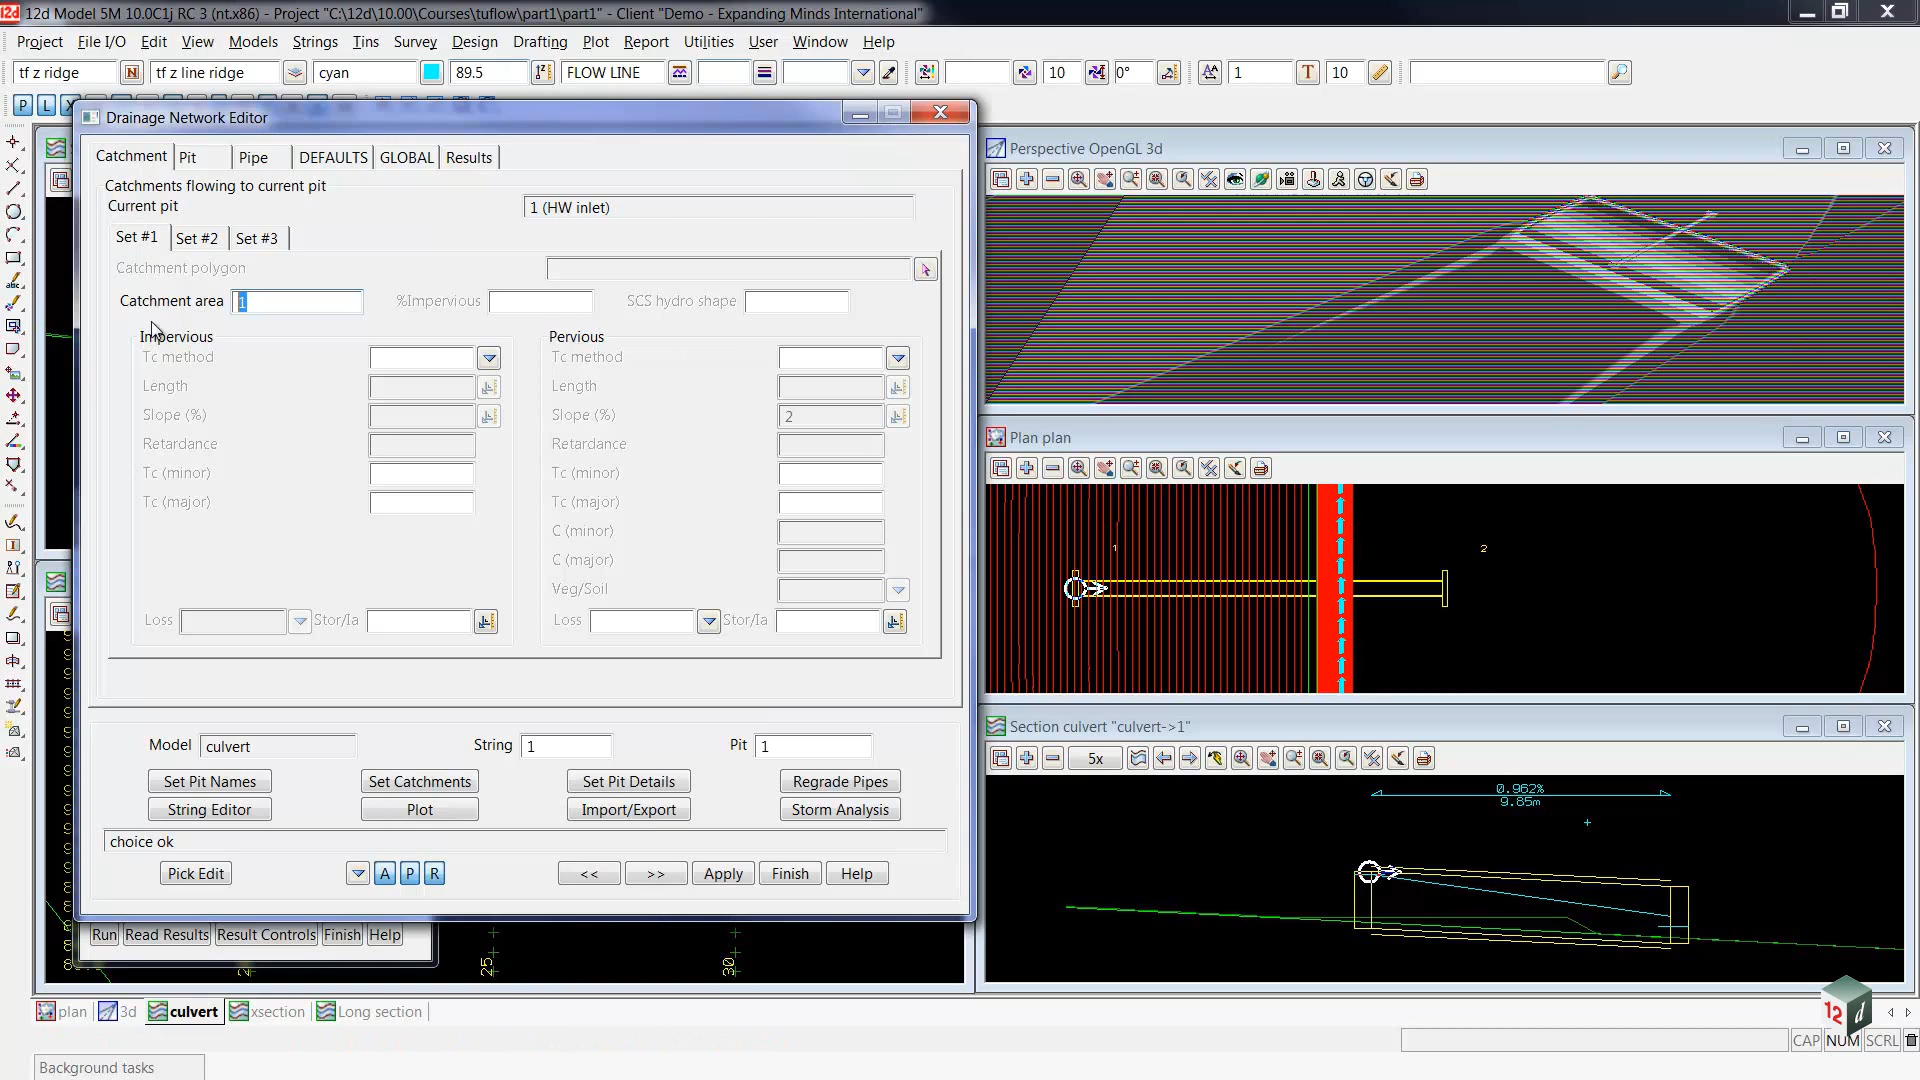 12d Model 5M 10.0C1j RC 3 (nt.x86) - Project "C:\12d\10.00\Courses\tuflow\part1\part1" - Client "Demo - Expanding Minds International"
Project File I/O Edit View Models Strings Tins Survey Design Drafting Plot Report Utilities User Window Help
tf z ridge N tf z line ridge cyan 89.5 FLOW LINE 10 0° 1 T 10
P L X
Drainage Network Editor
Catchment Pit Pipe DEFAULTS GLOBAL Results
Catchments flowing to current pit
Current pit 1 (HW inlet)
Set #1 Set #2 Set #3
Catchment polygon
Catchment area 1 %Impervious SCS hydro shape
Impervious Pervious
Tc method Tc method
Length Length
Slope (%) Slope (%) 2
Retardance Retardance
Tc (minor) Tc (minor)
Tc (major) Tc (major)
C (minor)
C (major)
Veg/Soil
Loss Stor/Ia Loss Stor/Ia
Model culvert String 1 Pit 1
Set Pit Names Set Catchments Set Pit Details Regrade Pipes
String Editor Plot Import/Export Storm Analysis
choice ok
Pick Edit A P R << >> Apply Finish Help
Run Read Results Result Controls Finish Help
25 30
Perspective OpenGL 3d
Plan plan
1 2
Section culvert "culvert->1"
5x
0.962%
9.85m
plan 3d culvert xsection Long section
12 d
CAP NUM SCRL
Background tasks